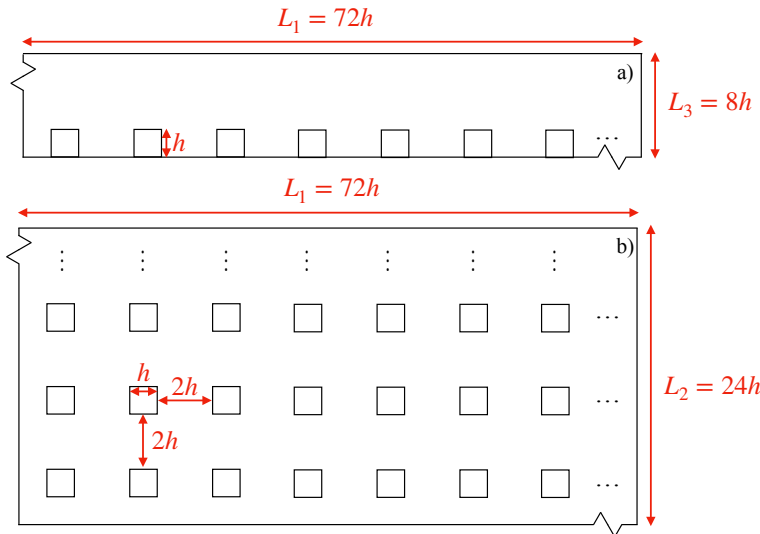 L₁ = 72h
a)
L₃ = 8h
h
...
L₁ = 72h
b)
⋮ ⋮ ⋮ ⋮ ⋮ ⋮ ⋮
...
h
2h
...
L₂ = 24h
2h
...